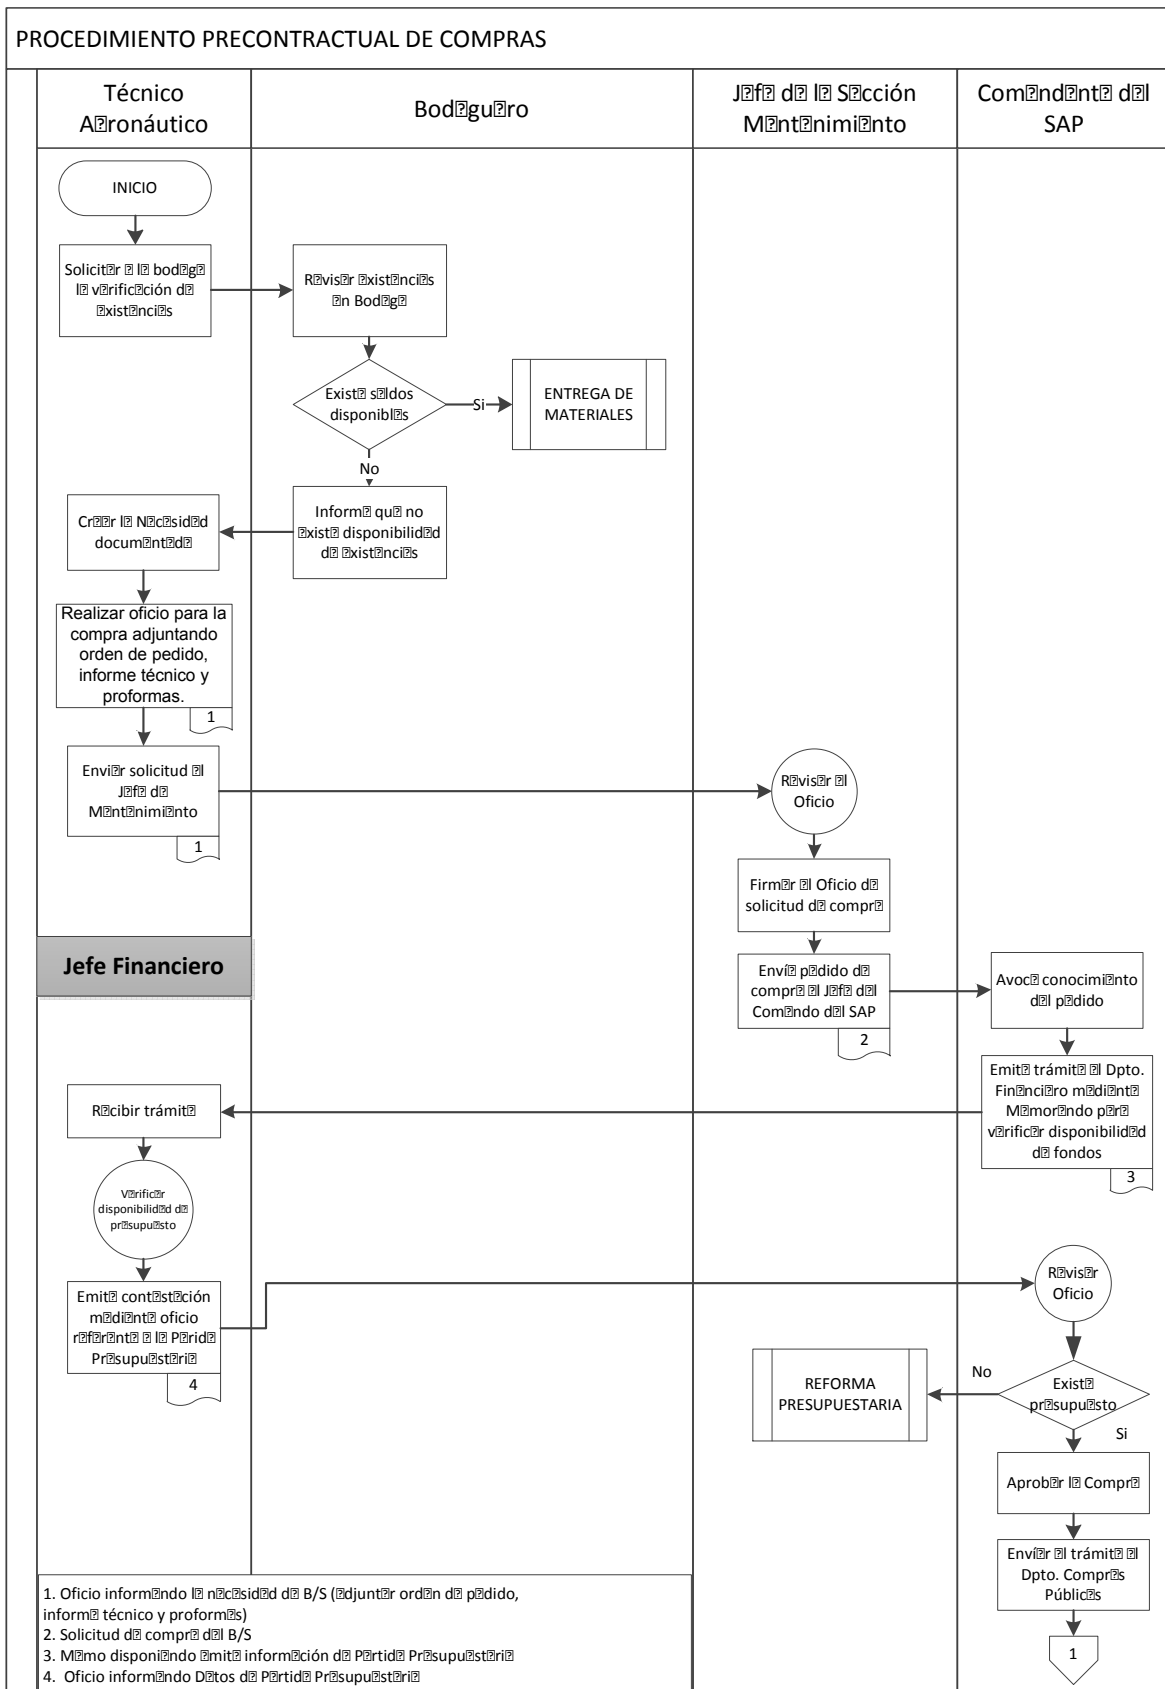 PROCEDIMIENTO PRECONTRACTUAL DE COMPRAS
Técnico
A⍰ronáutico
Bod⍰gu⍰ro
J⍰f⍰ d⍰ l⍰ S⍰cción
M⍰nt⍰nimi⍰nto
Com⍰nd⍰nt⍰ d⍰l
SAP
INICIO
Solicit⍰r ⍰ l⍰ bod⍰g⍰
l⍰ v⍰rific⍰ción d⍰
⍰xist⍰nci⍰s
R⍰vis⍰r ⍰xist⍰nci⍰s
⍰n Bod⍰g⍰
Exist⍰ s⍰ldos
disponibl⍰s
Si
ENTREGA DE
MATERIALES
No
Inform⍰ qu⍰ no
⍰xist⍰ disponibilid⍰d
d⍰ ⍰xist⍰nci⍰s
Cr⍰⍰r l⍰ N⍰c⍰sid⍰d
docum⍰nt⍰d⍰
Realizar oficio para la
compra adjuntando
orden de pedido,
informe técnico y
proformas.
1
Envi⍰r solicitud ⍰l
J⍰f⍰ d⍰
M⍰nt⍰nimi⍰nto
1
R⍰vis⍰r ⍰l
Oficio
Firm⍰r ⍰l Oficio d⍰
solicitud d⍰ compr⍰
Enví⍰ p⍰dido d⍰
compr⍰ ⍰l J⍰f⍰ d⍰l
Com⍰ndo d⍰l SAP
2
Avoc⍰ conocimi⍰nto
d⍰l p⍰dido
Emit⍰ trámit⍰ ⍰l Dpto.
Fin⍰nci⍰ro m⍰di⍰nt⍰
M⍰mor⍰ndo p⍰r⍰
v⍰rific⍰r disponibilid⍰d
d⍰ fondos
3
Jefe Financiero
R⍰cibir trámit⍰
V⍰rific⍰r
disponibilid⍰d d⍰
pr⍰supu⍰sto
Emit⍰ cont⍰st⍰ción
m⍰di⍰nt⍰ oficio
r⍰f⍰r⍰nt⍰ ⍰ l⍰ P⍰rid⍰
Pr⍰supu⍰st⍰ri⍰
4
R⍰vis⍰r
Oficio
Exist⍰
pr⍰supu⍰sto
No
REFORMA
PRESUPUESTARIA
Si
Aprob⍰r l⍰ Compr⍰
Enví⍰r ⍰l trámit⍰ ⍰l
Dpto. Compr⍰s
Públic⍰s
1
1. Oficio inform⍰ndo l⍰ n⍰c⍰sid⍰d d⍰ B/S (⍰djunt⍰r ord⍰n d⍰ p⍰dido,
inform⍰ técnico y proform⍰s)
2. Solicitud d⍰ compr⍰ d⍰l B/S
3. M⍰mo disponi⍰ndo ⍰mit⍰ inform⍰ción d⍰ P⍰rtid⍰ Pr⍰supu⍰st⍰ri⍰
4. Oficio inform⍰ndo D⍰tos d⍰ P⍰rtid⍰ Pr⍰supu⍰st⍰ri⍰